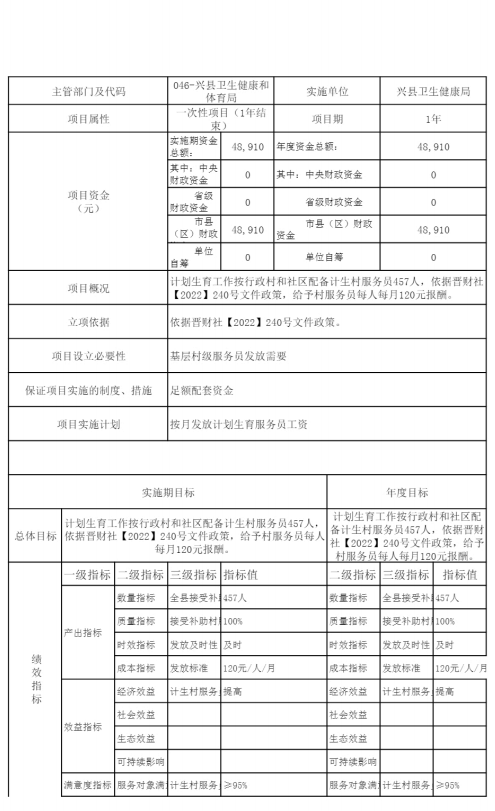 主管部门及代码 046-兴县卫生健康和体育局 实施单位 兴县卫生健康局
项目属性 一次性项目（1年结束） 项目期 1年
项目资金（元）
实施期资金总额： 48,910 年度资金总额： 48,910
其中：中央财政资金 0 其中：中央财政资金 0
省级财政资金 0 省级财政资金 0
市县（区）财政 48,910 市县（区）财政资金 48,910
单位自筹 0 单位自筹 0
项目概况 计划生育工作按行政村和社区配备计生村服务员457人，依据晋财社【2022】240号文件政策，给予村服务员每人每月120元报酬。
立项依据 依据晋财社【2022】240号文件政策。
项目设立必要性 基层村级服务员发放需要
保证项目实施的制度、措施 足额配套资金
项目实施计划 按月发放计划生育服务员工资
实施期目标 年度目标
总体目标 计划生育工作按行政村和社区配备计生村服务员457人，依据晋财社【2022】240号文件政策，给予村服务员每人每月120元报酬。 计划生育工作按行政村和社区配备计生村服务员457人，依据晋财社【2022】240号文件政策，给予村服务员每人每月120元报酬。
绩效指标
一级指标 二级指标 三级指标 指标值 二级指标 三级指标 指标值
产出指标
数量指标 全县接受补 457人 数量指标 全县接受补 457人
质量指标 接受补助村 100% 质量指标 接受补助村 100%
时效指标 发放及时性 及时 时效指标 发放及时性 及时
成本指标 发放标准 120元/人/月 成本指标 发放标准 120元/人/月
效益指标
经济效益 计生村服务 提高 经济效益 计生村服务 提高
社会效益 社会效益
生态效益 生态效益
可持续影响 可持续影响
满意度指标 服务对象满 计生村服务 ≥95% 服务对象满 计生村服务 ≥95%